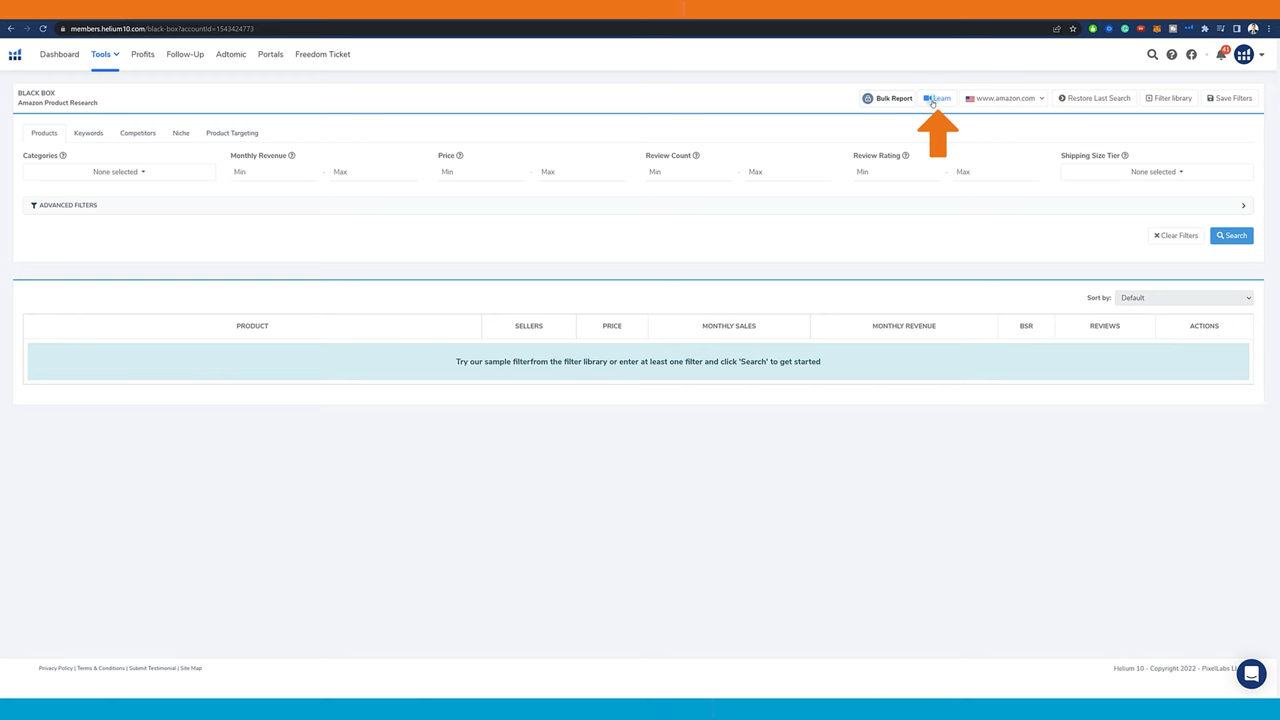 members.helium10.com/black-box?accountId=1543424773
Dashboard Tools Profits Follow-Up Adtomic Portals Freedom Ticket
41
BLACK BOX
Amazon Product Research
Bulk Report Learn www.amazon.com Restore Last Search Filter library Save Filters
Products Keywords Competitors Niche Product Targeting
Categories Monthly Revenue Price Review Count Review Rating Shipping Size Tier
None selected Min - Max Min - Max Min - Max Min - Max None selected
ADVANCED FILTERS
Clear Filters Search
Sort by: Default
PRODUCT SELLERS PRICE MONTHLY SALES MONTHLY REVENUE BSR REVIEWS ACTIONS
Try our sample filterfrom the filter library or enter at least one filter and click 'Search' to get started
Privacy Policy | Terms & Conditions | Submit Testimonial | Site Map
Helium 10 - Copyright 2022 - PixelLabs